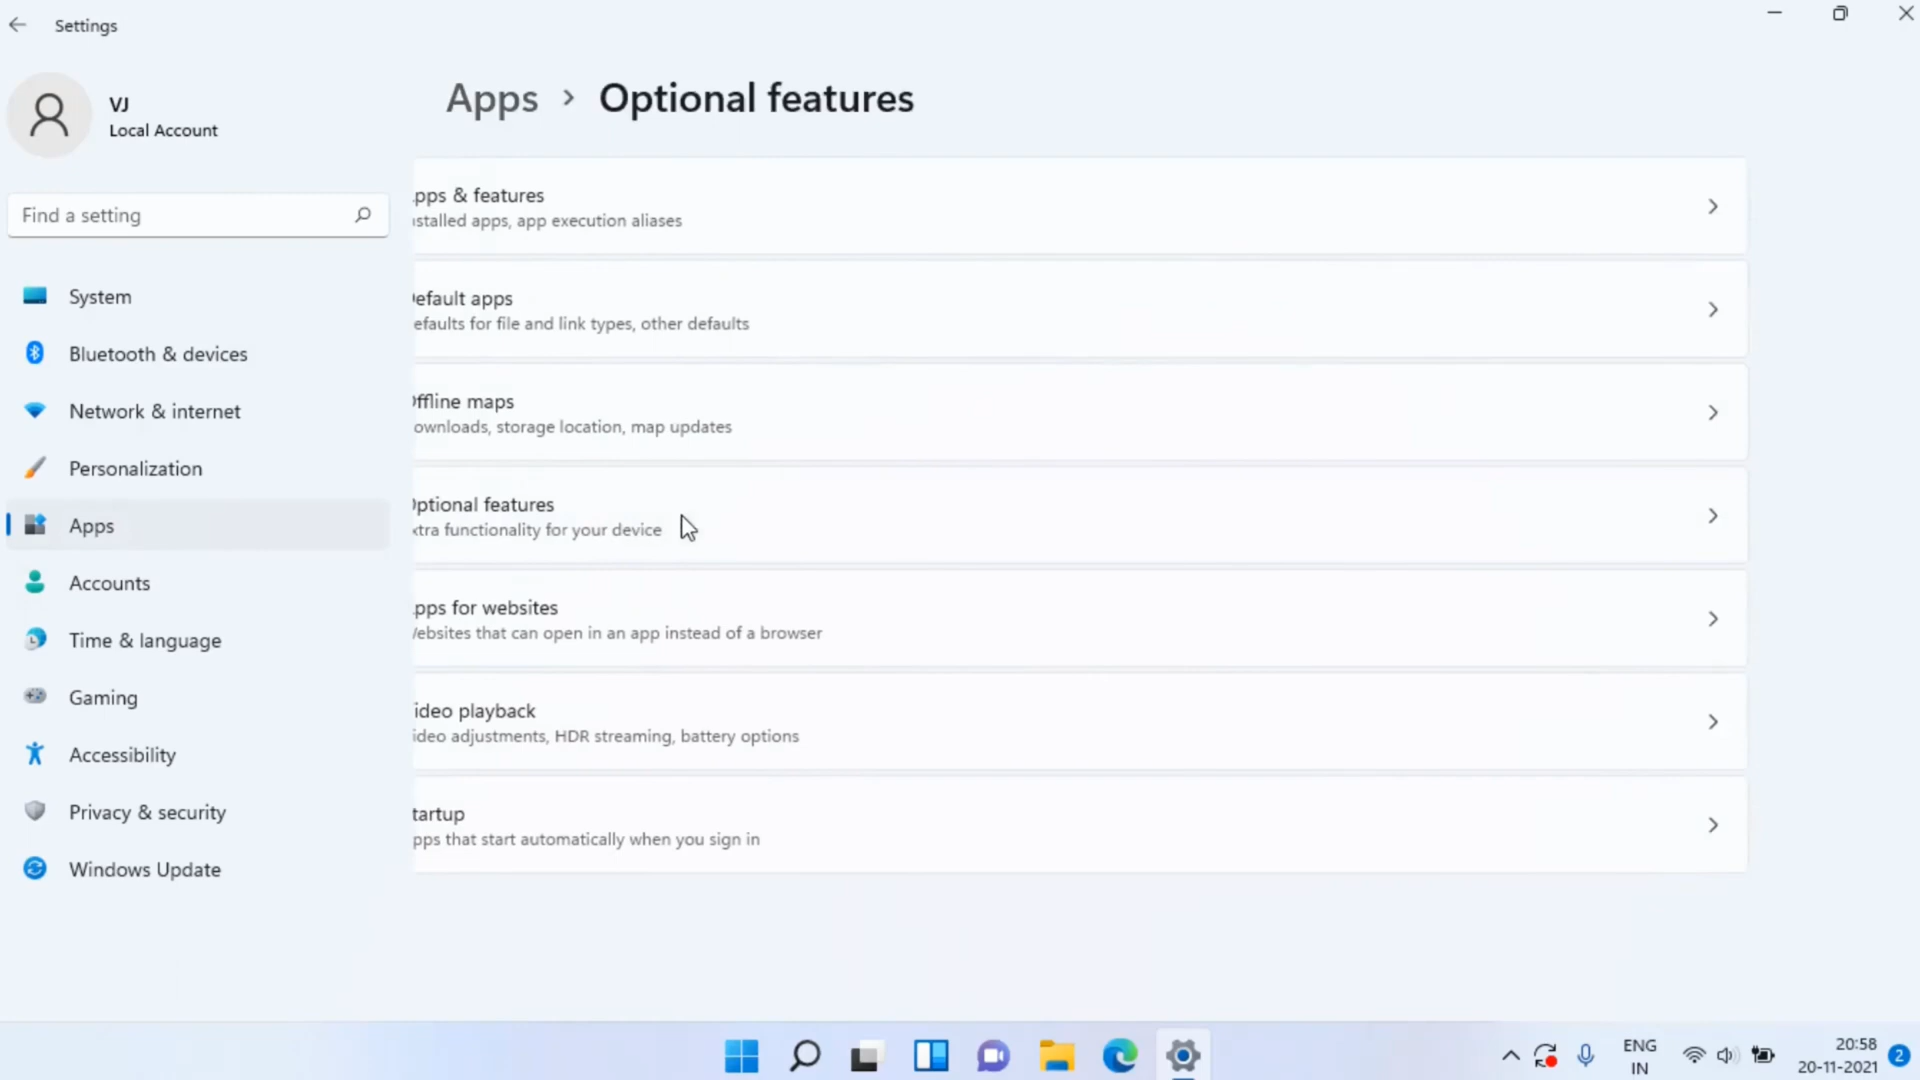 Settings
VJ
Local Account
Find a setting
System
Bluetooth & devices
Network & internet
Personalization
Apps
Accounts
Time & language
Gaming
Accessibility
Privacy & security
Windows Update
Apps > Optional features
pps & features
stalled apps, app execution aliases
efault apps
efaults for file and link types, other defaults
ffline maps
ownloads, storage location, map updates
ptional features
xtra functionality for your device
pps for websites
ebsites that can open in an app instead of a browser
ideo playback
ideo adjustments, HDR streaming, battery options
tartup
pps that start automatically when you sign in
ENG
IN
20:58
20-11-2021
2